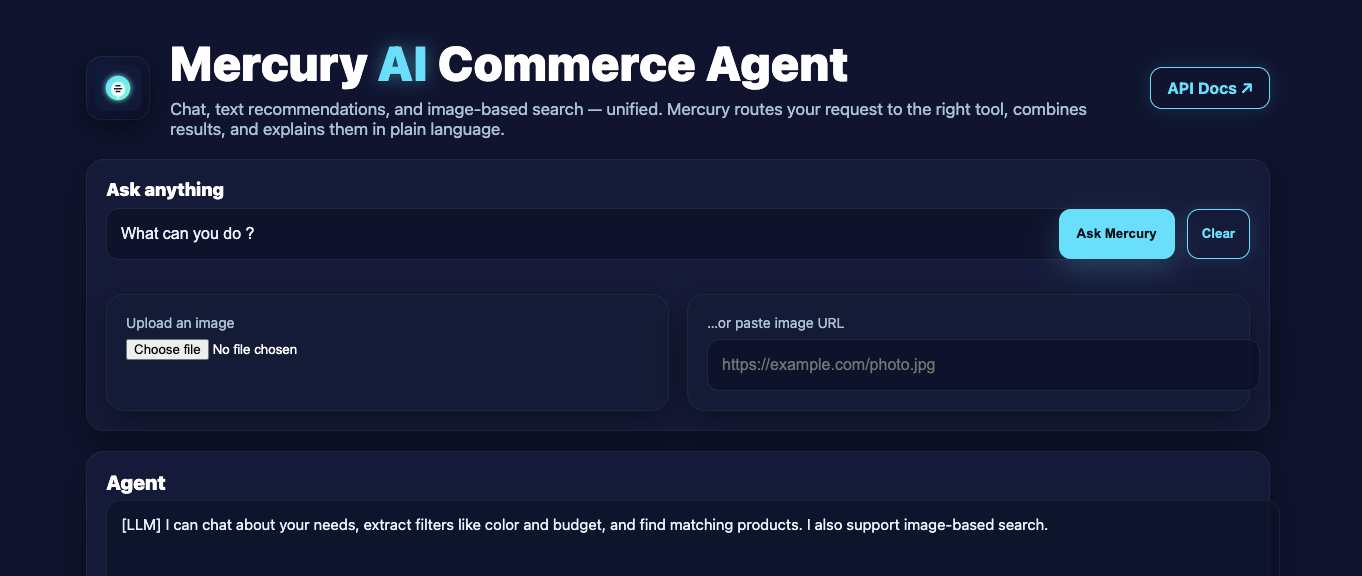 Mercury AI Commerce Agent
Chat, text recommendations, and image-based search — unified. Mercury routes your request to the right tool, combines
results, and explains them in plain language.
API Docs ↗
Ask anything
What can you do ?
Ask Mercury
Clear
Upload an image
Choose file No file chosen
...or paste image URL
https://example.com/photo.jpg
Agent
[LLM] I can chat about your needs, extract filters like color and budget, and find matching products. I also support image-based search.